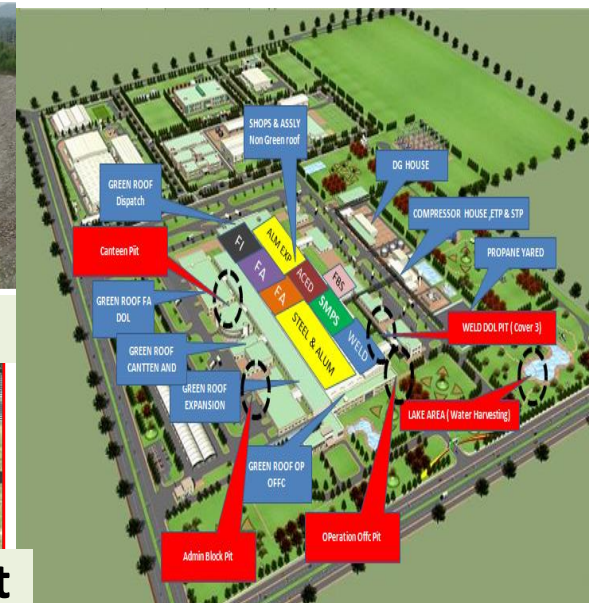 SHOPS & ASSLY
Non Green roof
DG HOUSE
GREEN ROOF
Dispatch
COMPRESSOR HOUSE ,ETP & STP
Canteen Piit
PROPANE YARED
FI
ALM EXP
FA
ACED
FBS
FA
SMPS
GREEN ROOF FA
DOL
STEEL & ALUM
WELD
WELD DOL PIT ( Cover 3)
GREEN ROOF
CANTTEN AND
GREEN ROOF
EXPANSION
LAKE AREA ( Water Harvesting)
GREEN ROOF OP
OFFC
OPeration Offc Pit
Admin Block Pit
t